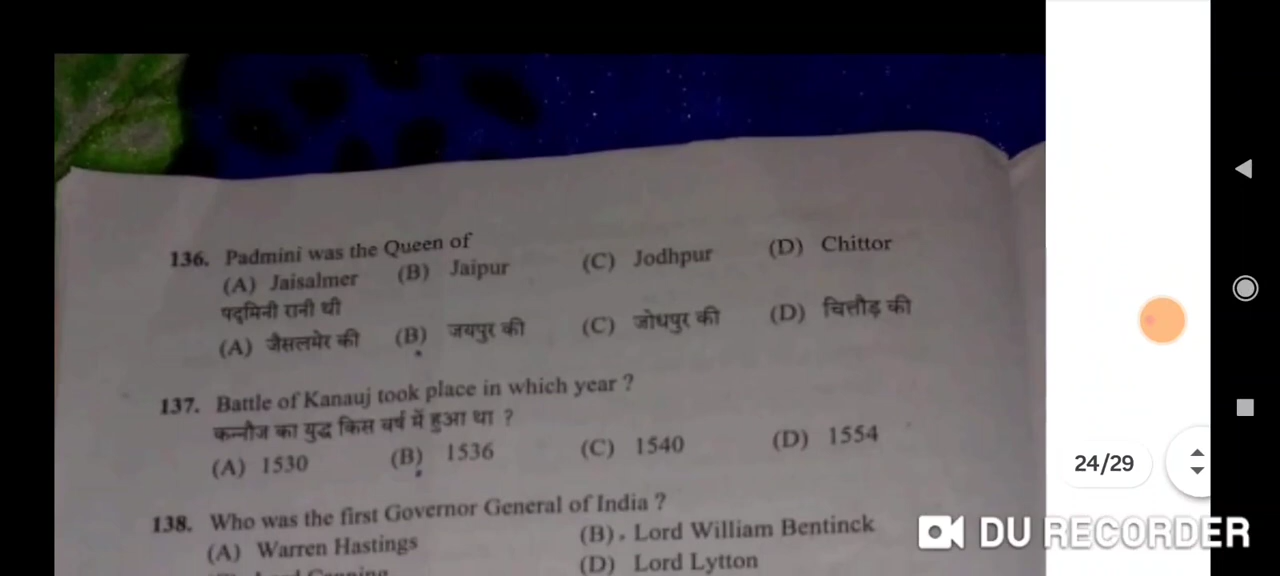 136. Padmini was the Queen of
(A) Jaisalmer (B) Jaipur (C) Jodhpur (D) Chittor
पद्मिनी रानी थी
(A) जैसलमेर की (B) जयपुर की (C) जोधपुर की (D) चित्तौड़ की
137. Battle of Kanauj took place in which year ?
कन्नौज का युद्ध किस वर्ष में हुआ था ?
(A) 1530 (B) 1536 (C) 1540 (D) 1554
138. Who was the first Governor General of India ?
(A) Warren Hastings (B) Lord William Bentinck
(D) Lord Lytton
24/29
DU RECORDER